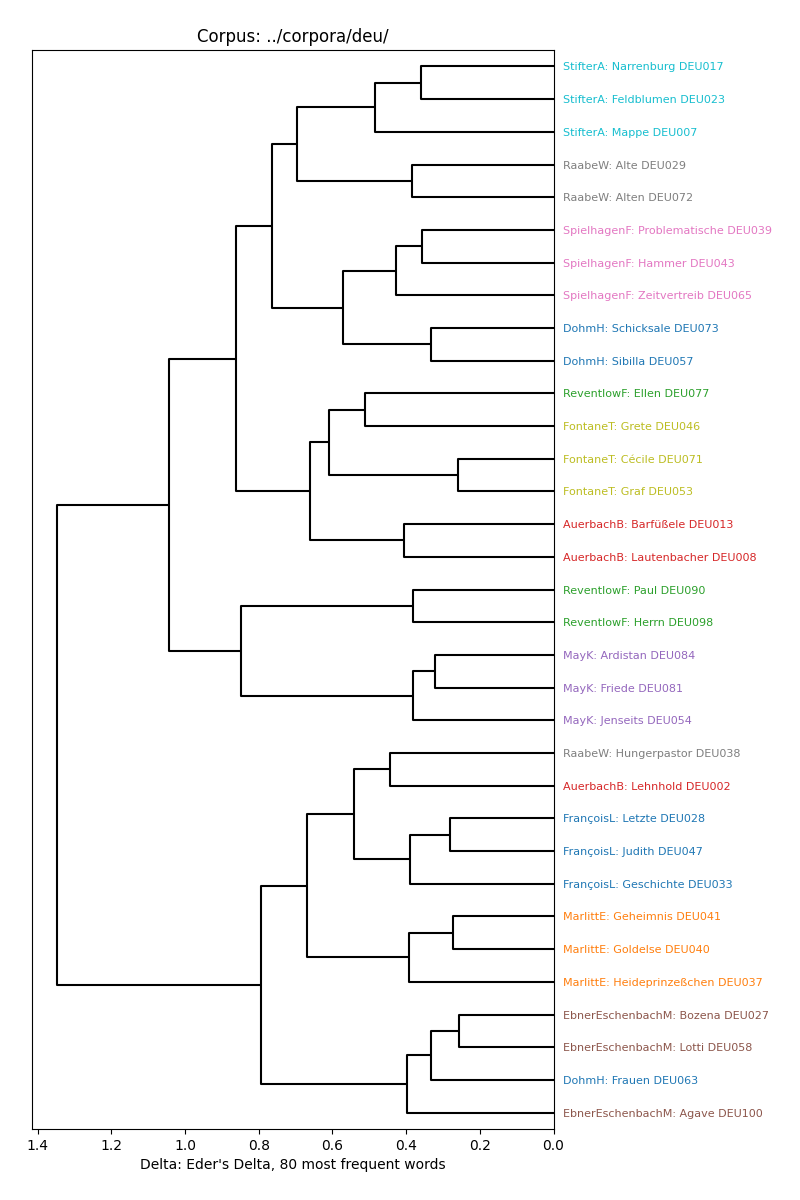 Corpus: ../corpora/deu/
StifterA: Narrenburg DEU017
StifterA: Feldblumen DEU023
StifterA: Mappe DEU007
RaabeW: Alte DEU029
RaabeW: Alten DEU072
SpielhagenF: Problematische DEU039
SpielhagenF: Hammer DEU043
SpielhagenF: Zeitvertreib DEU065
DohmH: Schicksale DEU073
DohmH: Sibilla DEU057
ReventlowF: Ellen DEU077
FontaneT: Grete DEU046
FontaneT: Cécile DEU071
FontaneT: Graf DEU053
AuerbachB: Barfüßele DEU013
AuerbachB: Lautenbacher DEU008
ReventlowF: Paul DEU090
ReventlowF: Herrn DEU098
MayK: Ardistan DEU084
MayK: Friede DEU081
MayK: Jenseits DEU054
RaabeW: Hungerpastor DEU038
AuerbachB: Lehnhold DEU002
FrançoisL: Letzte DEU028
FrançoisL: Judith DEU047
FrançoisL: Geschichte DEU033
MarlittE: Geheimnis DEU041
MarlittE: Goldelse DEU040
MarlittE: Heideprinzeßchen DEU037
EbnerEschenbachM: Bozena DEU027
EbnerEschenbachM: Lotti DEU058
DohmH: Frauen DEU063
EbnerEschenbachM: Agave DEU100
1.4 1.2 1.0 0.8 0.6 0.4 0.2 0.0
Delta: Eder's Delta, 80 most frequent words